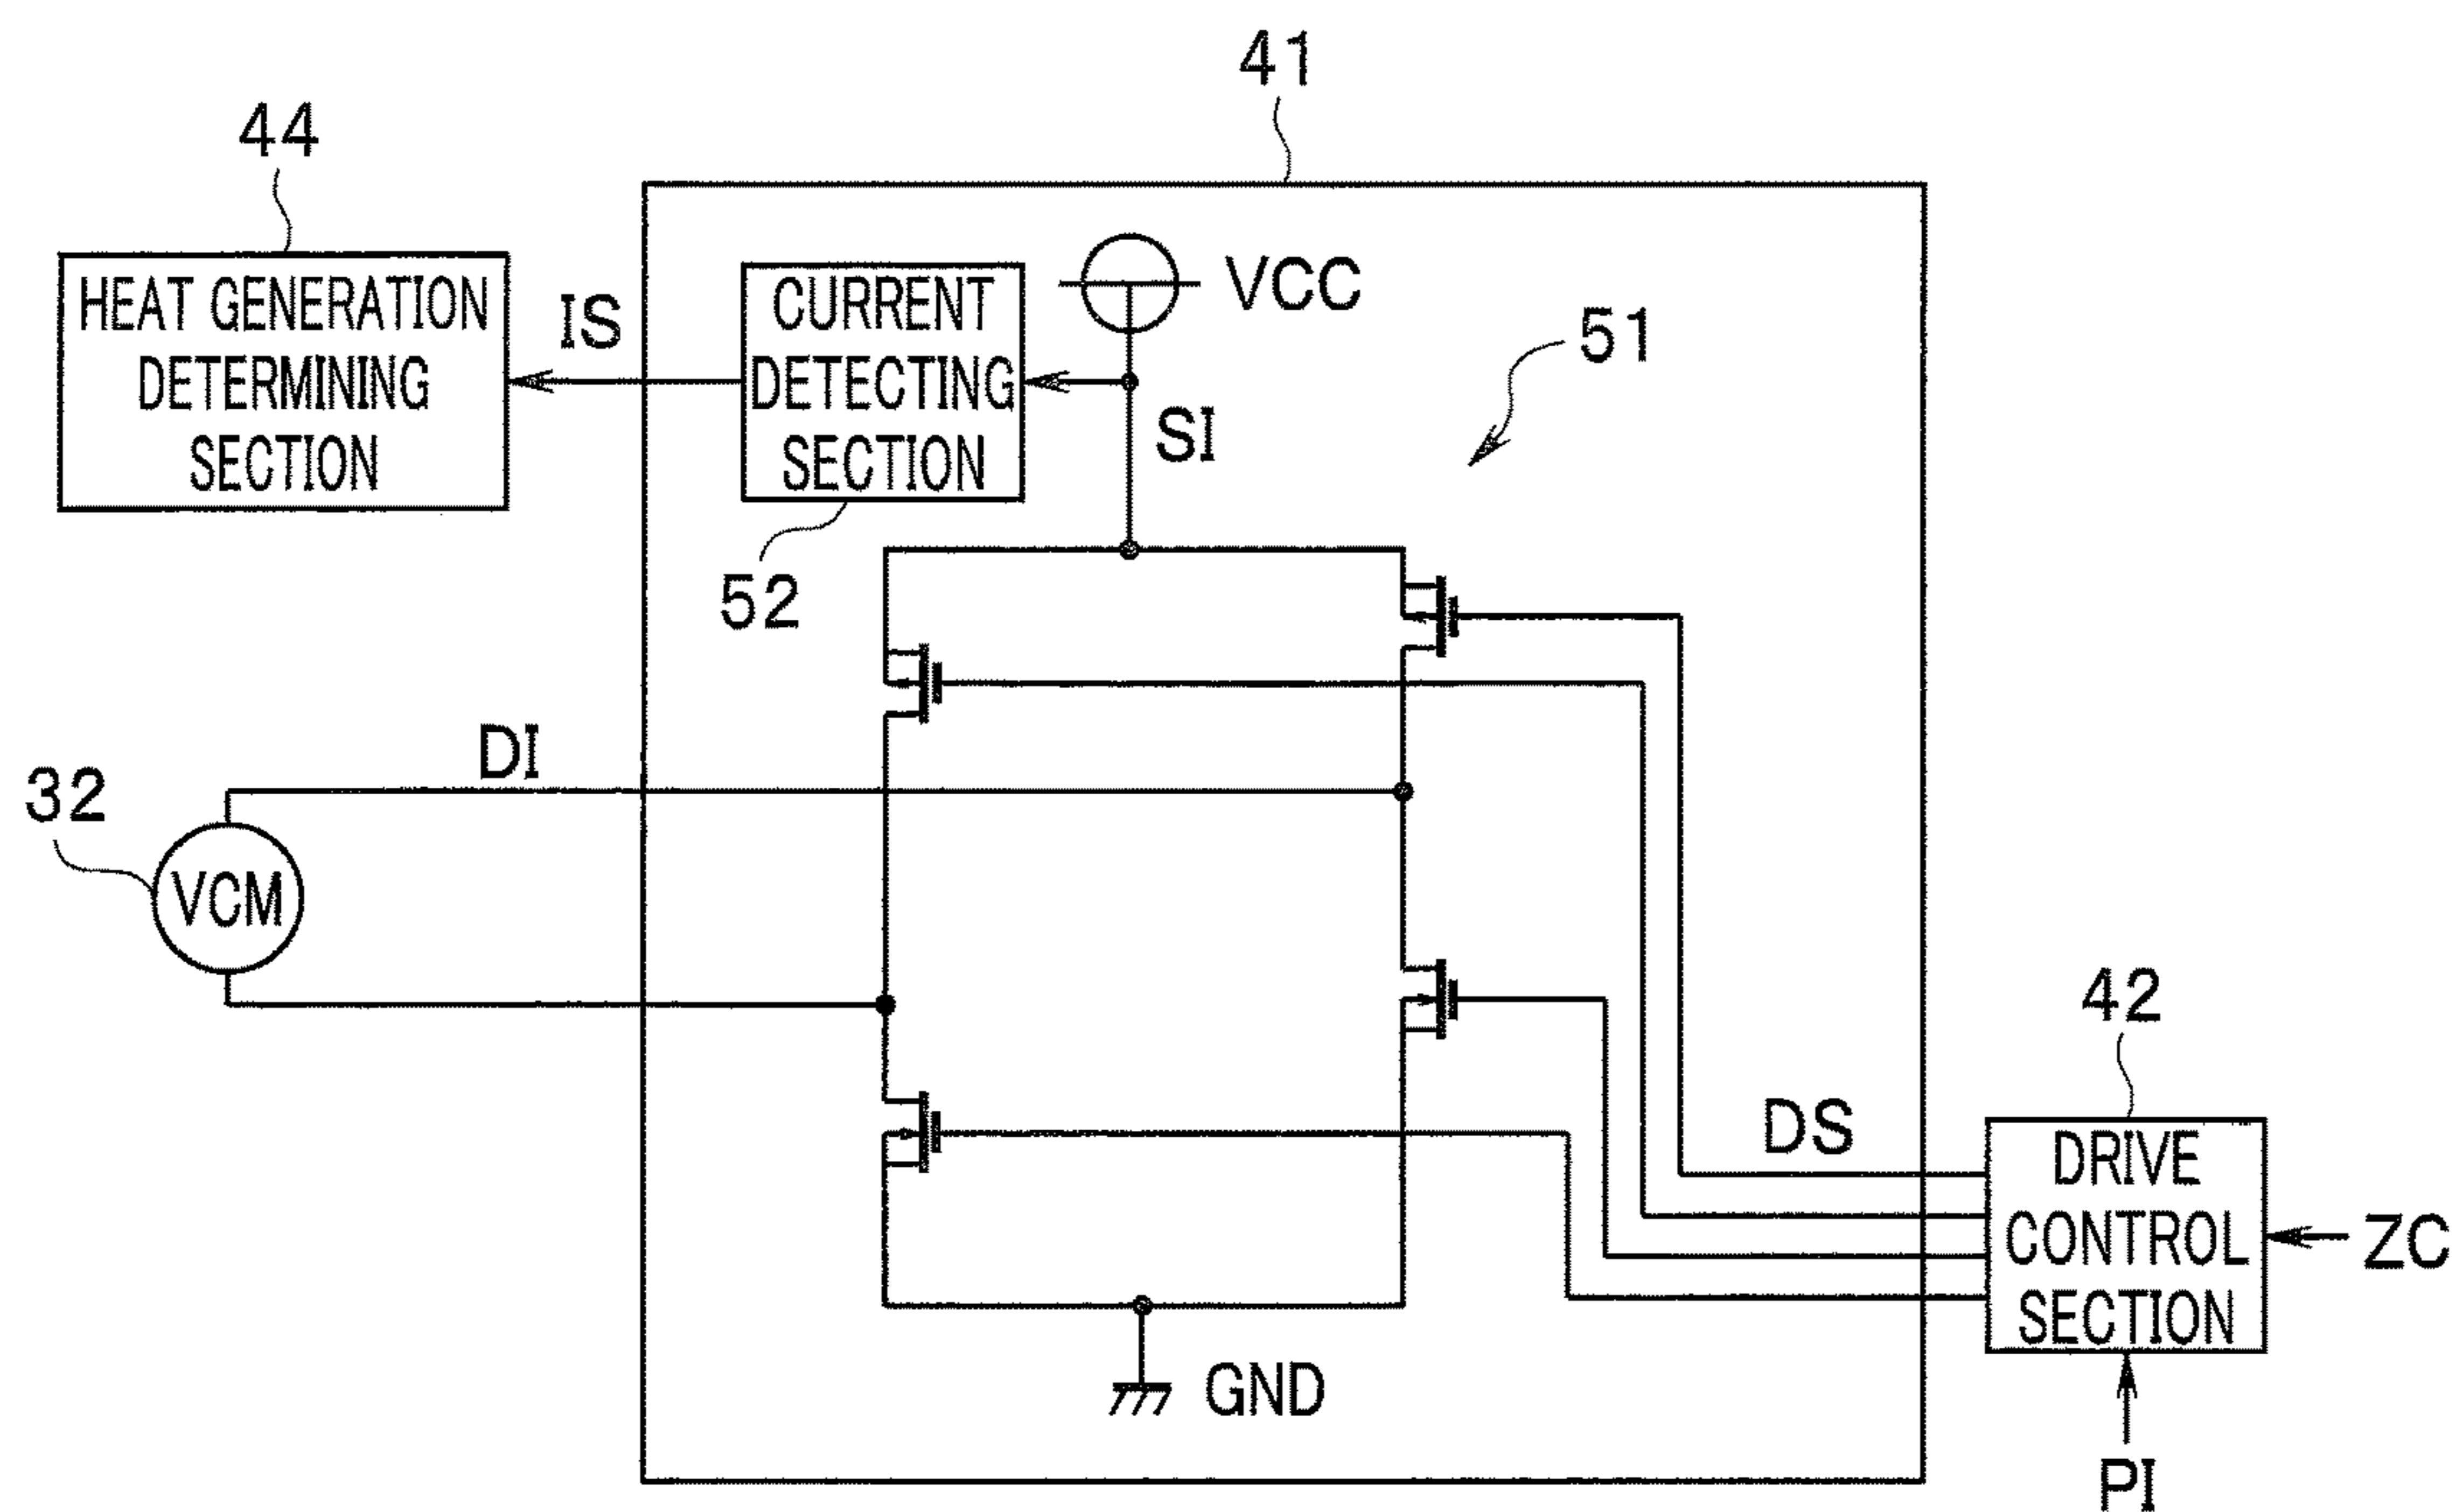 41
44
HEAT GENERATION
DETERMINING
SECTION
IS
CURRENT
DETECTING
SECTION
VCC
SI
51
52
DI
32
VCM
42
DS
DRIVE
CONTROL
SECTION
ZC
GND
PI